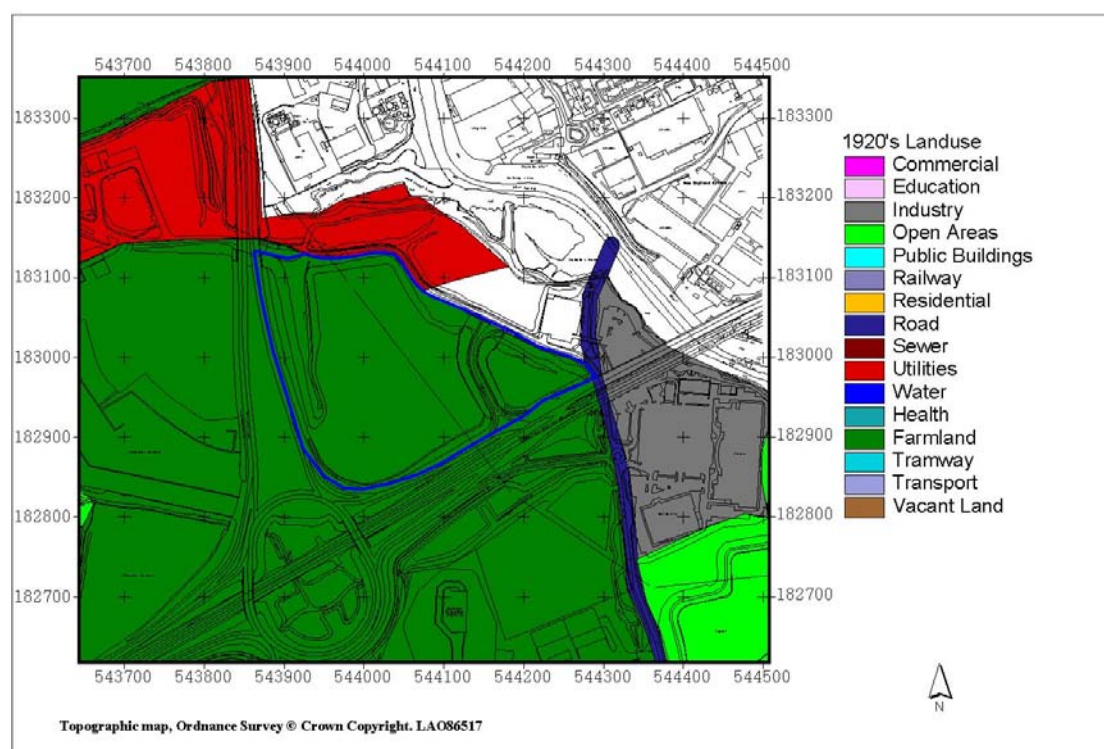 543700 543800 543900 544000 544100 544200 544300 544400 544500
183300 183300
183200 183200
183100 183100
183000 183000
182900 182900
182800 182800
182700 182700
543700 543800 543900 544000 544100 544200 544300 544400 544500
1920's Landuse
Commercial
Education
Industry
Open Areas
Public Buildings
Railway
Residential
Road
Sewer
Utilities
Water
Health
Farmland
Tramway
Transport
Vacant Land
N
Topographic map, Ordnance Survey © Crown Copyright. LAO86517